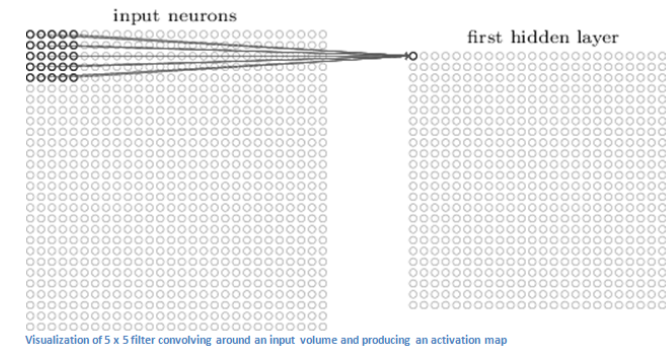 input neurons
first hidden layer
Visualization of 5 x 5 filter convolving around an input volume and producing an activation map